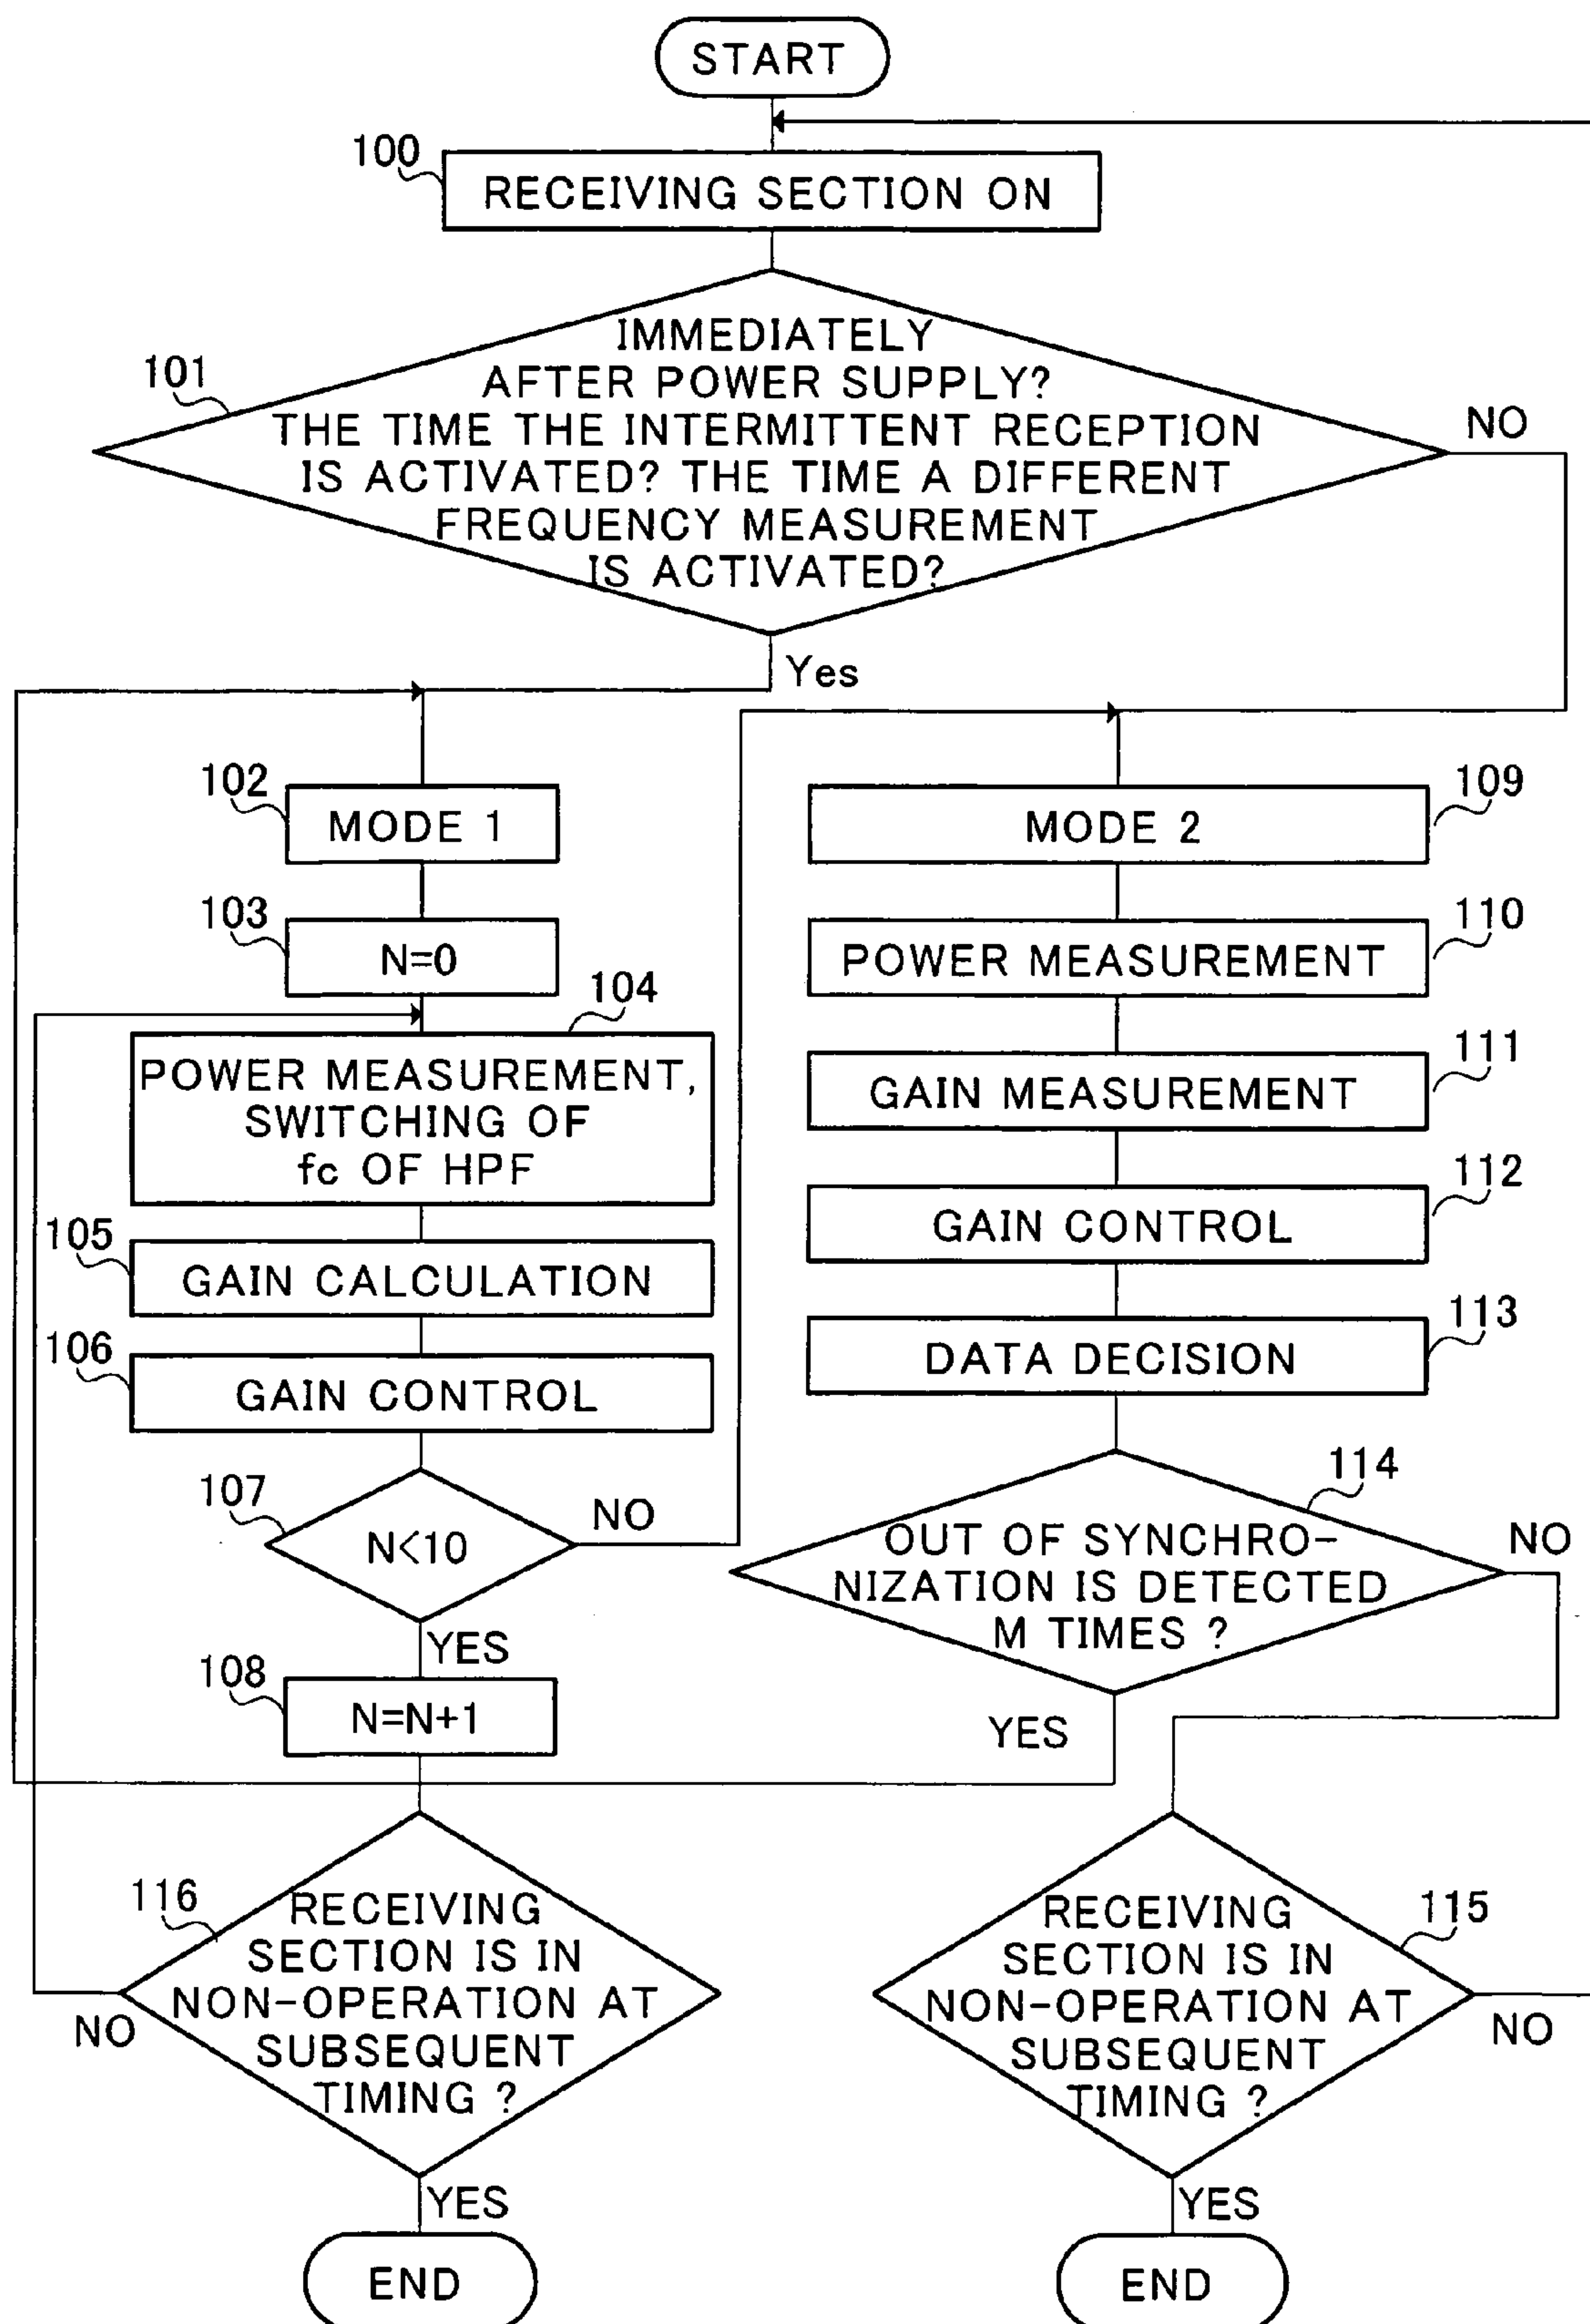 START
100
RECEIVING SECTION ON
101
IMMEDIATELY
AFTER POWER SUPPLY?
THE TIME THE INTERMITTENT RECEPTION
IS ACTIVATED? THE TIME A DIFFERENT
FREQUENCY MEASUREMENT
IS ACTIVATED?
NO
Yes
102
MODE 1
103
N=0
104
POWER MEASUREMENT,
SWITCHING OF
fc OF HPF
105
GAIN CALCULATION
106
GAIN CONTROL
107
N<10
NO
YES
108
N=N+1
116
RECEIVING
SECTION IS IN
NON-OPERATION AT
SUBSEQUENT
TIMING ?
NO
YES
END
109
MODE 2
110
POWER MEASUREMENT
111
GAIN MEASUREMENT
112
GAIN CONTROL
113
DATA DECISION
114
OUT OF SYNCHRO-
NIZATION IS DETECTED
M TIMES ?
NO
YES
115
RECEIVING
SECTION IS IN
NON-OPERATION AT
SUBSEQUENT
TIMING ?
NO
YES
END